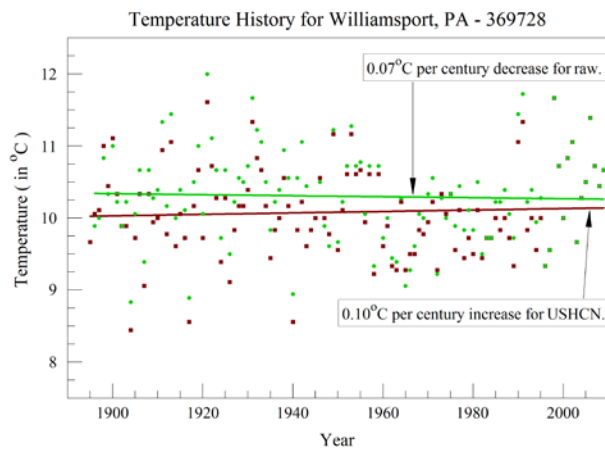 Temperature History for Williamsport, PA - 369728
0.07°C per century decrease for raw.
12
11
10
9
8
Temperature ( in °C )
0.10°C per century increase for USHCN.
1900 1920 1940 1960 1980 2000
Year